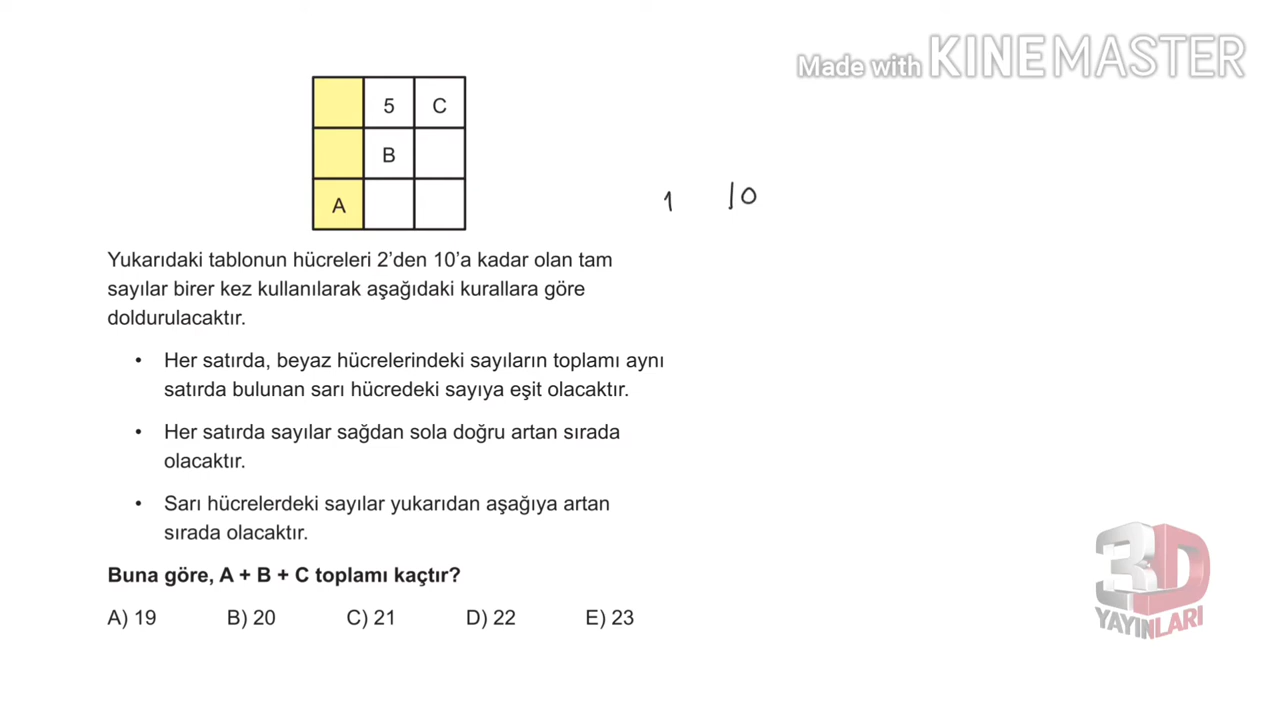 Made with KINEMASTER
5 C
B
A
1 10
Yukarıdaki tablonun hücreleri 2’den 10’a kadar olan tam
sayılar birer kez kullanılarak aşağıdaki kurallara göre
doldurulacaktır.
• Her satırda, beyaz hücrelerindeki sayıların toplamı aynı
satırda bulunan sarı hücredeki sayıya eşit olacaktır.
• Her satırda sayılar sağdan sola doğru artan sırada
olacaktır.
• Sarı hücrelerdeki sayılar yukarıdan aşağıya artan
sırada olacaktır.
Buna göre, A + B + C toplamı kaçtır?
A) 19 B) 20 C) 21 D) 22 E) 23
3D
YAYINLARI